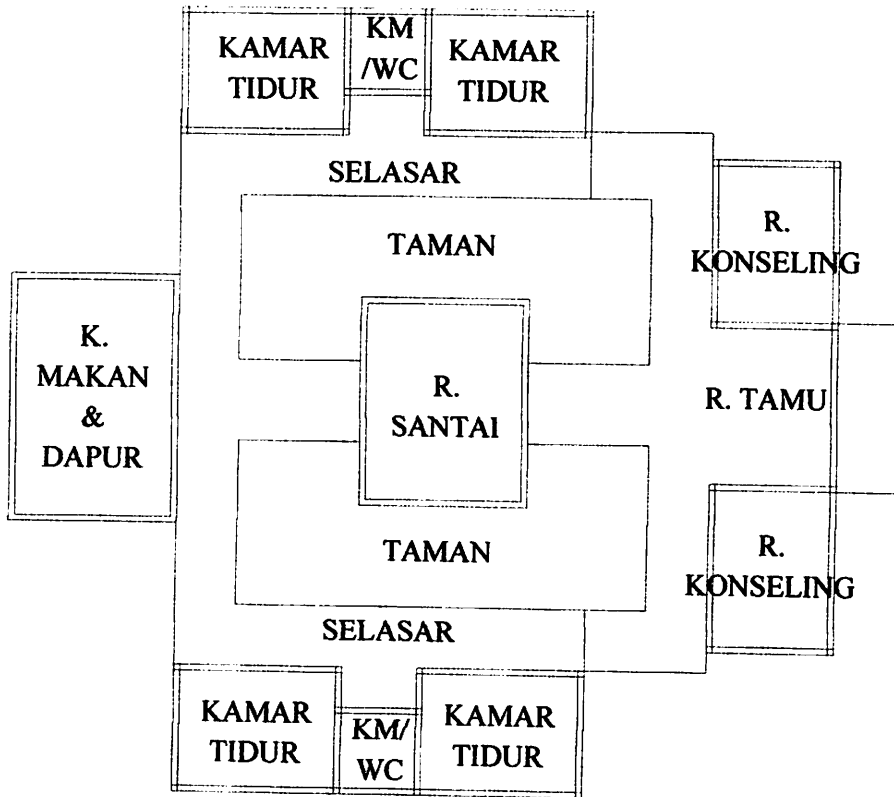 KAMAR
TIDUR
KM
/WC
KAMAR
TIDUR
SELASAR
TAMAN
R.
KONSELING
K.
MAKAN
&
DAPUR
R.
SANTAI
R. TAMU
TAMAN
R.
KONSELING
SELASAR
KAMAR
TIDUR
KM/
WC
KAMAR
TIDUR